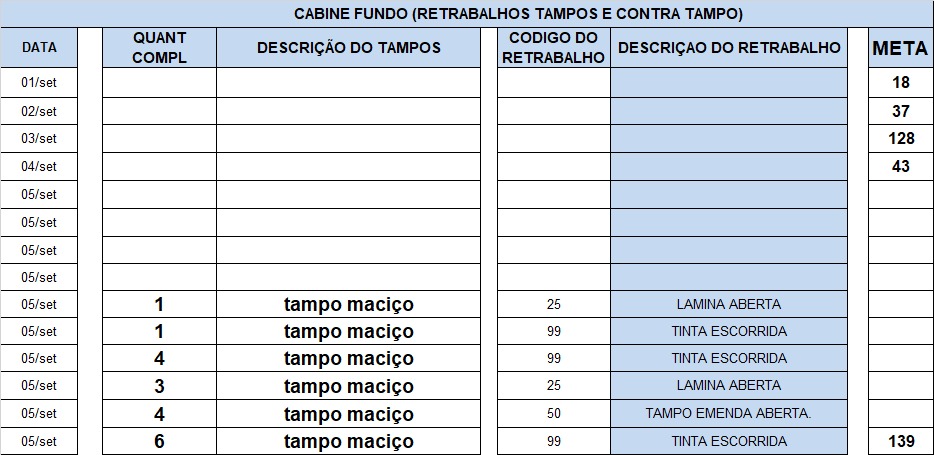 CABINE FUNDO (RETRABALHOS TAMPOS E CONTRA TAMPO)
DATA QUANT COMPL DESCRIÇÃO DO TAMPOS CODIGO DO RETRABALHO DESCRIÇAO DO RETRABALHO META
01/set 18
02/set 37
03/set 128
04/set 43
05/set
05/set
05/set
05/set
05/set 1 tampo maciço 25 LAMINA ABERTA
05/set 1 tampo maciço 99 TINTA ESCORRIDA
05/set 4 tampo maciço 99 TINTA ESCORRIDA
05/set 3 tampo maciço 25 LAMINA ABERTA
05/set 4 tampo maciço 50 TAMPO EMENDA ABERTA.
05/set 6 tampo maciço 99 TINTA ESCORRIDA 139